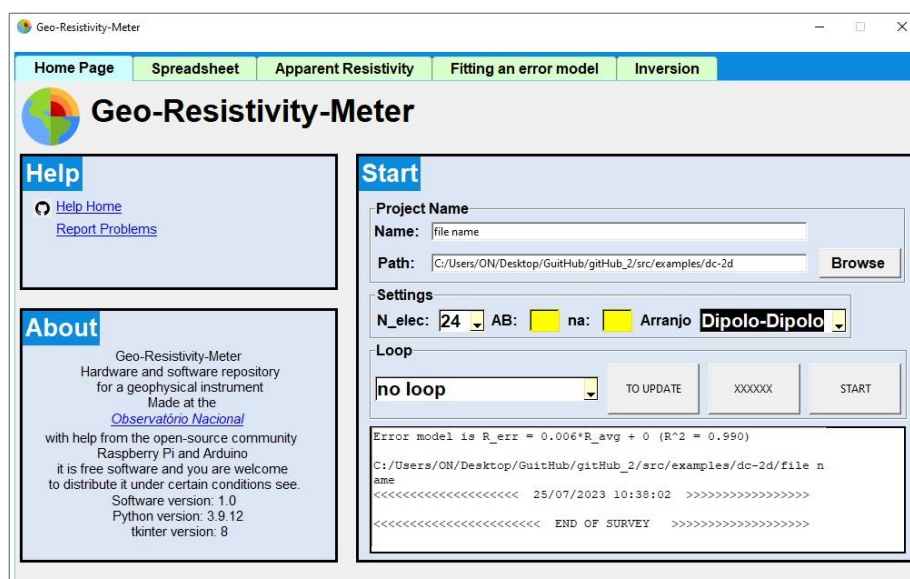 Geo-Resistivity-Meter
Home Page Spreadsheet Apparent Resistivity Fitting an error model Inversion
Geo-Resistivity-Meter
Help
Help Home
Report Problems
About
Geo-Resistivity-Meter
Hardware and software repository
for a geophysical instrument
Made at the
Observatório Nacional
with help from the open-source community
Raspberry Pi and Arduino
it is free software and you are welcome
to distribute it under certain conditions see.
Software version: 1.0
Python version: 3.9.12
tkinter version: 8
Start
Project Name
Name: file name
Path: C:/Users/ON/Desktop/GuitHub/gitHub_2/src/examples/dc-2d Browse
Settings
N_elec: 24 AB: na: Arranjo Dipolo-Dipolo
Loop
no loop TO UPDATE XXXXXX START
Error model is R_err = 0.006*R_avg + 0 (R^2 = 0.990)
C:/Users/ON/Desktop/GuitHub/gitHub_2/src/examples/dc-2d/file n
ame
<<<<<<<<<<<<<<<<<<<<< 25/07/2023 10:38:02 >>>>>>>>>>>>>>>>>>
<<<<<<<<<<<<<<<<<<<<<<<< END OF SURVEY >>>>>>>>>>>>>>>>>>>>